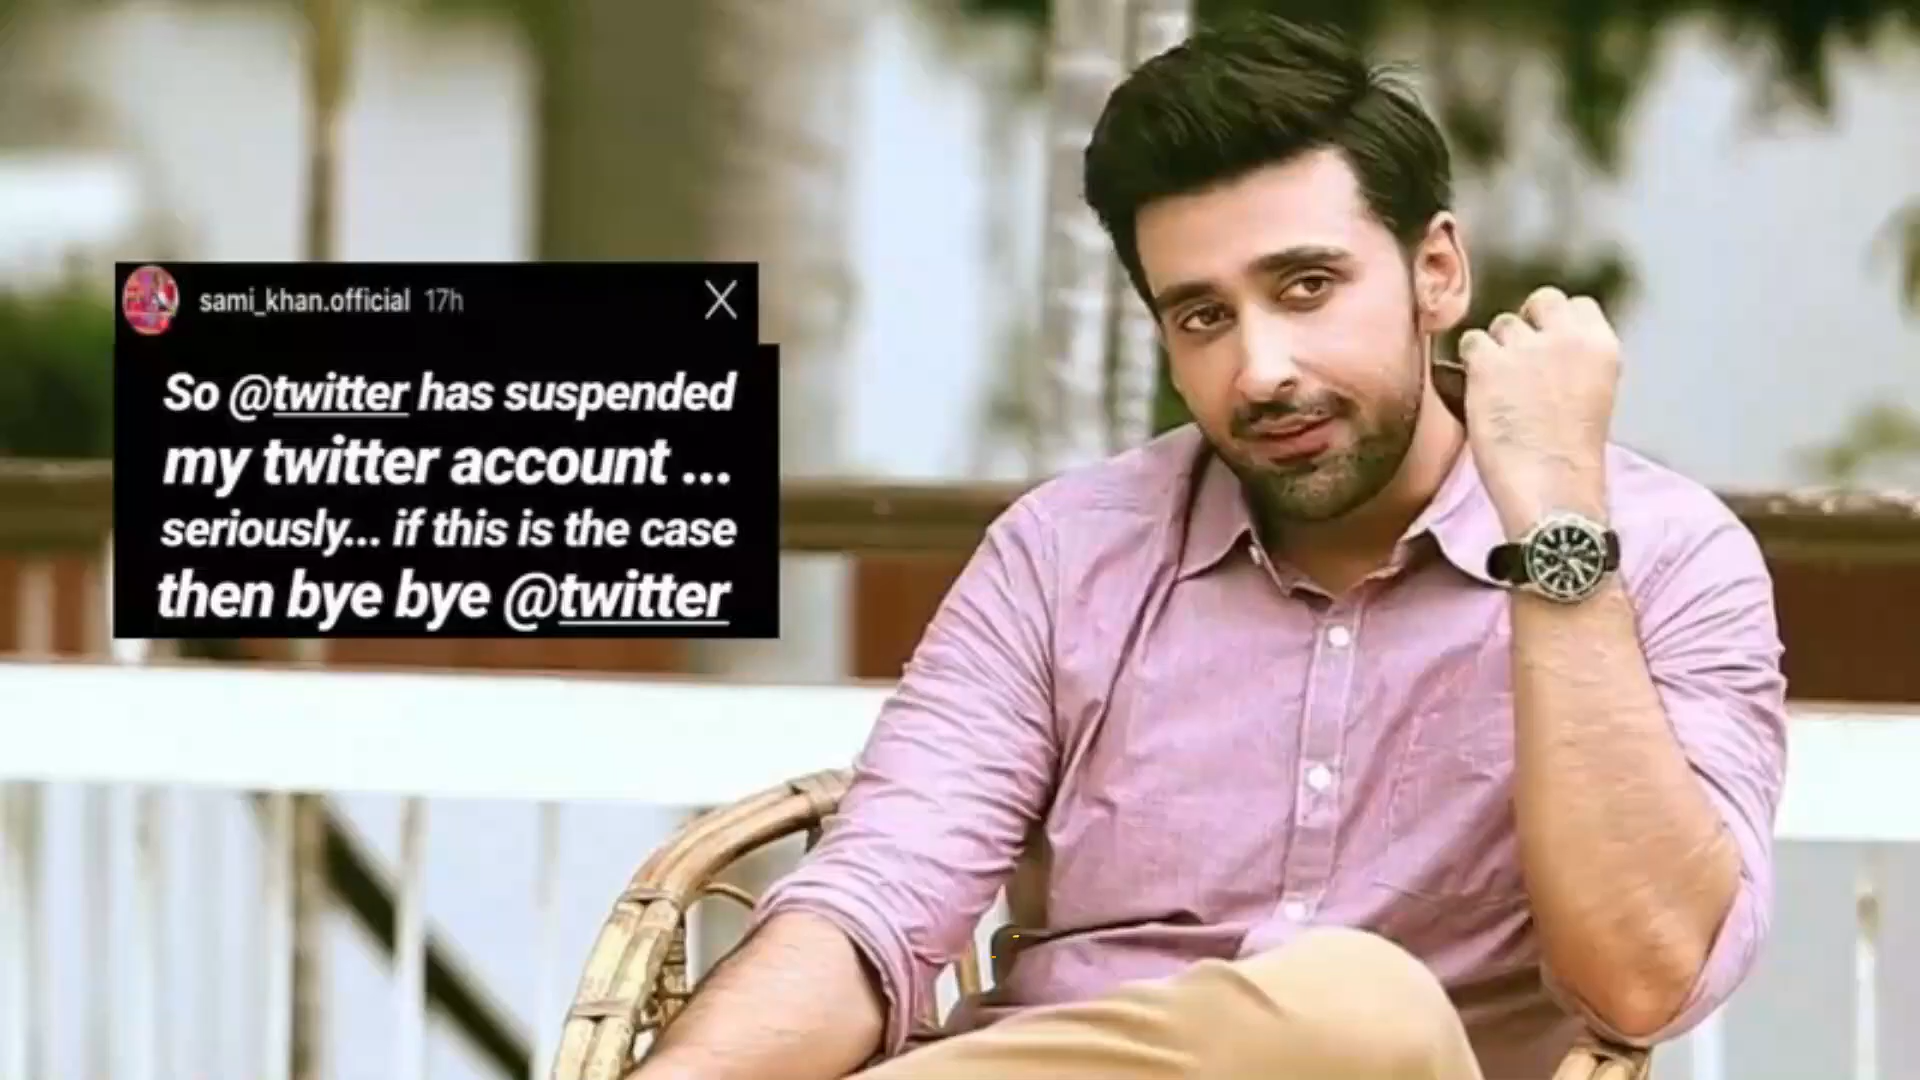 sami_khan.official 17h
So @twitter has suspended
my twitter account ...
seriously... if this is the case
then bye bye @twitter